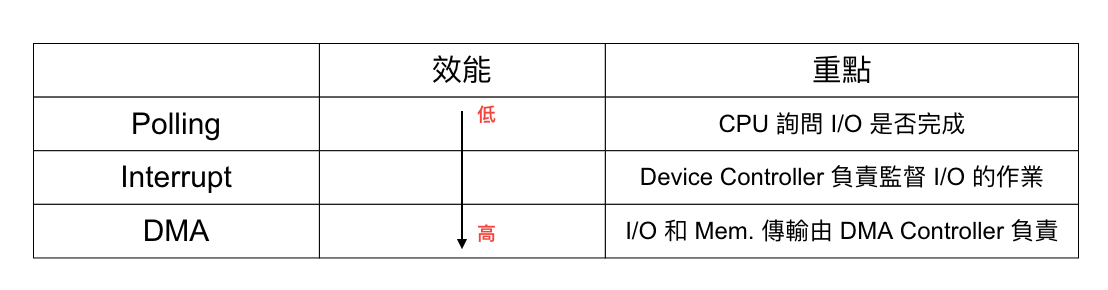 效能 重點
Polling 低 CPU 詢問 I/O 是否完成
Interrupt Device Controller 負責監督 I/O 的作業
DMA 高 I/O 和 Mem. 傳輸由 DMA Controller 負責